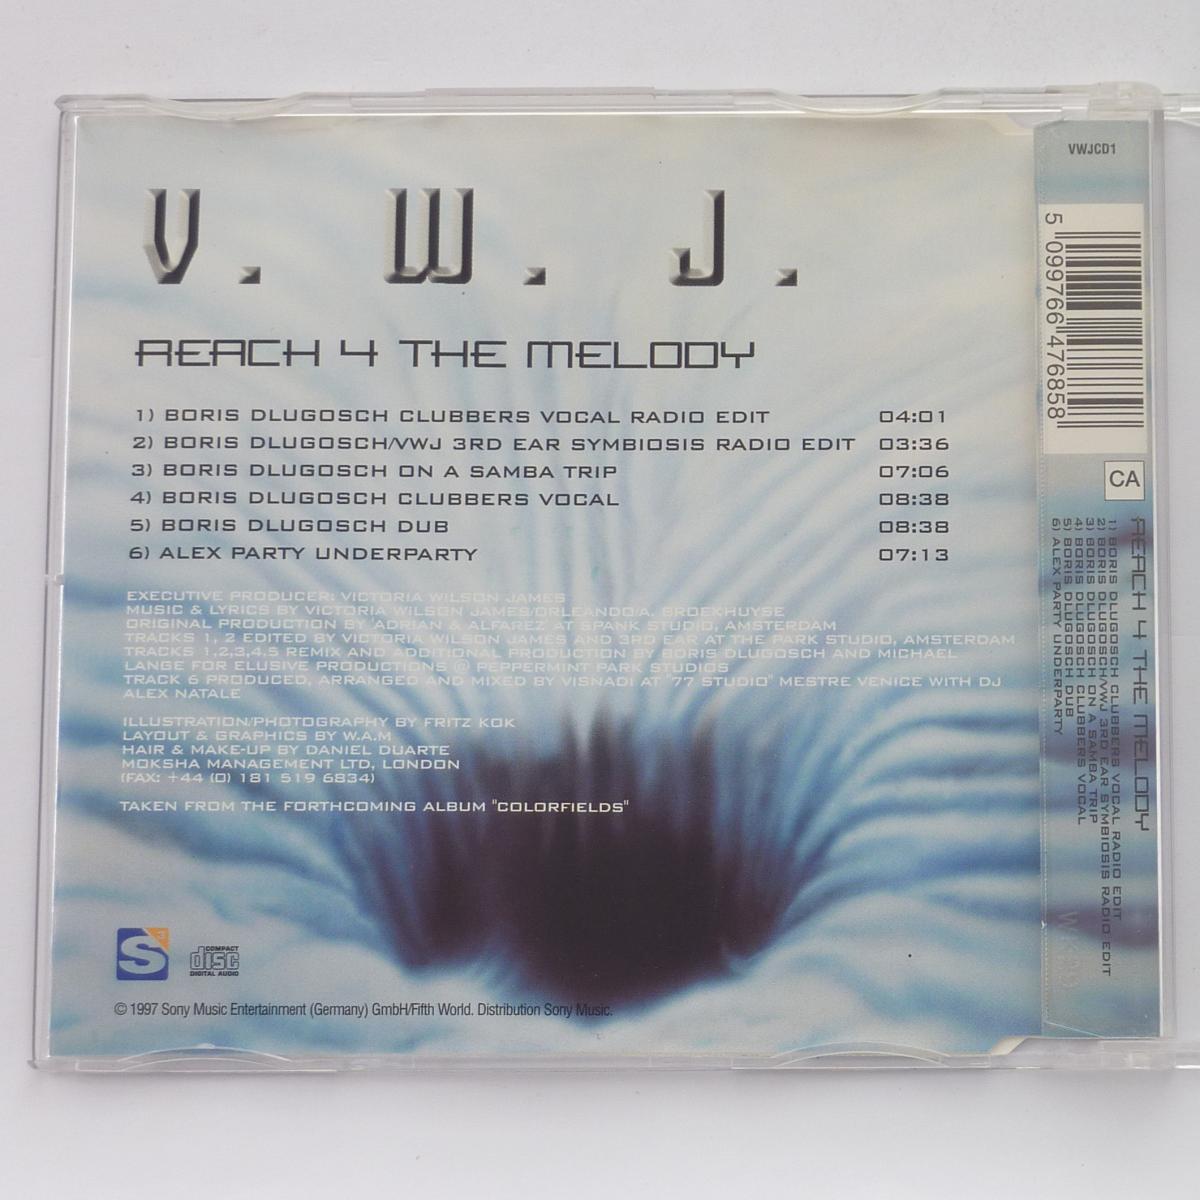 V. W. J.
REACH 4 THE MELODY
1) BORIS DLUGOSCH CLUBBERS VOCAL RADIO EDIT 04:01
2) BORIS DLUGOSCH/VWJ 3RD EAR SYMBIOSIS RADIO EDIT 03:36
3) BORIS DLUGOSCH ON A SAMBA TRIP 07:06
4) BORIS DLUGOSCH CLUBBERS VOCAL 08:38
5) BORIS DLUGOSCH DUB 08:38
6) ALEX PARTY UNDERPARTY 07:13
EXECUTIVE PRODUCER: VICTORIA WILSON JAMES
MUSIC & LYRICS BY VICTORIA WILSON JAMES/ORLEANDO/A. BROEKHUYSE
ORIGINAL PRODUCTION BY 'ADRIAN & ALFAREZ' AT SPANK STUDIO, AMSTERDAM
TRACKS 1, 2 EDITED BY VICTORIA WILSON JAMES AND 3RD EAR AT THE PARK STUDIO, AMSTERDAM
TRACKS 1,2,3,4,5 REMIX AND ADDITIONAL PRODUCTION BY BORIS DLUGOSCH AND MICHAEL
LANGE FOR ELUSIVE PRODUCTIONS @ PEPPERMINT PARK STUDIOS
TRACK 6 PRODUCED, ARRANGED AND MIXED BY VISNADI AT "77 STUDIO" MESTRE VENICE WITH DJ
ALEX NATALE
ILLUSTRATION/PHOTOGRAPHY BY FRITZ KOK
LAYOUT & GRAPHICS BY W.A.M
HAIR & MAKE-UP BY DANIEL DUARTE
MOKSHA MANAGEMENT LTD, LONDON
(FAX: +44 (0) 181 519 6834)
TAKEN FROM THE FORTHCOMING ALBUM "COLORFIELDS"
S3
COMPACT
disc
DIGITAL AUDIO
© 1997 Sony Music Entertainment (Germany) GmbH/Fifth World. Distribution Sony Music.
VWJCD1
5 099766 476858
CA
REACH 4 THE MELODY
1) BORIS DLUGOSCH CLUBBERS VOCAL RADIO EDIT
2) BORIS DLUGOSCH/VWJ 3RD EAR SYMBIOSIS RADIO EDIT
3) BORIS DLUGOSCH ON A SAMBA TRIP
4) BORIS DLUGOSCH CLUBBERS VOCAL
5) BORIS DLUGOSCH DUB
6) ALEX PARTY UNDERPARTY